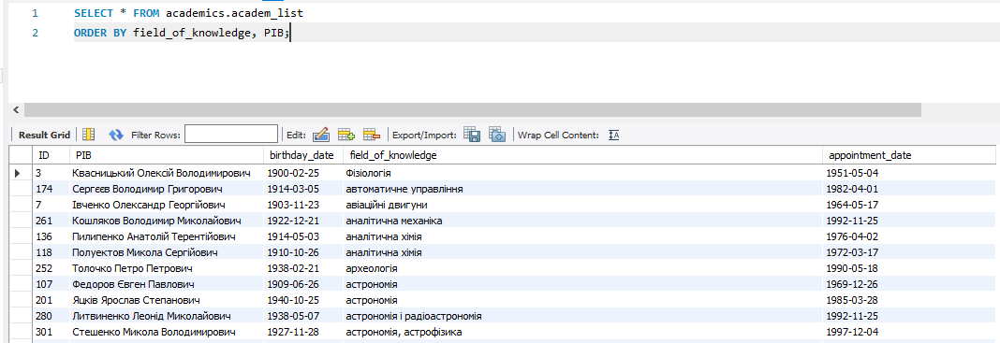 1 SELECT * FROM academics.academ_list
2 ORDER BY field_of_knowledge, PIB;
Result Grid Filter Rows: Edit: Export/Import: Wrap Cell Content: IA
ID PIB birthday_date field_of_knowledge appointment_date
3 Квасницький Олексій Володимирович 1900-02-25 Фізіологія 1951-05-04
174 Сергєєв Володимир Григорович 1914-03-05 автоматичне управління 1982-04-01
7 Івченко Олександр Георгійович 1903-11-23 авіаційні двигуни 1964-05-17
261 Кошляков Володимир Миколайович 1922-12-21 аналітична механіка 1992-11-25
136 Пилипенко Анатолій Терентійович 1914-05-03 аналітична хімія 1976-04-02
118 Полуектов Микола Сергійович 1910-10-26 аналітична хімія 1972-03-17
252 Толочко Петро Петрович 1938-02-21 археологія 1990-05-18
107 Федоров Євген Павлович 1909-06-26 астрономія 1969-12-26
201 Яцків Ярослав Степанович 1940-10-25 астрономія 1985-03-28
280 Литвиненко Леонід Миколайович 1938-05-07 астрономія і радіоастрономія 1992-11-25
301 Стешенко Микола Володимирович 1927-11-28 астрономія, астрофізика 1997-12-04